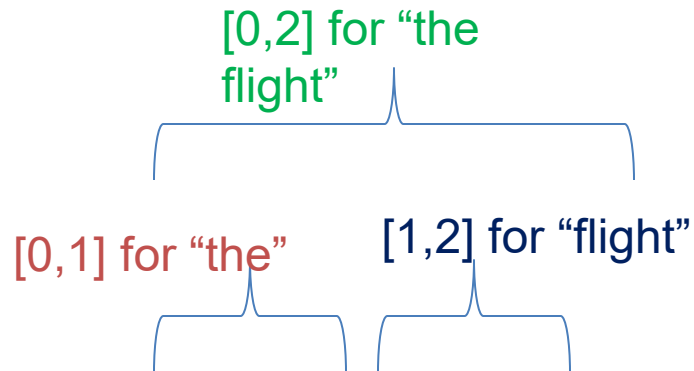 [0,2] for “the
flight”
[0,1] for “the”
[1,2] for “flight”